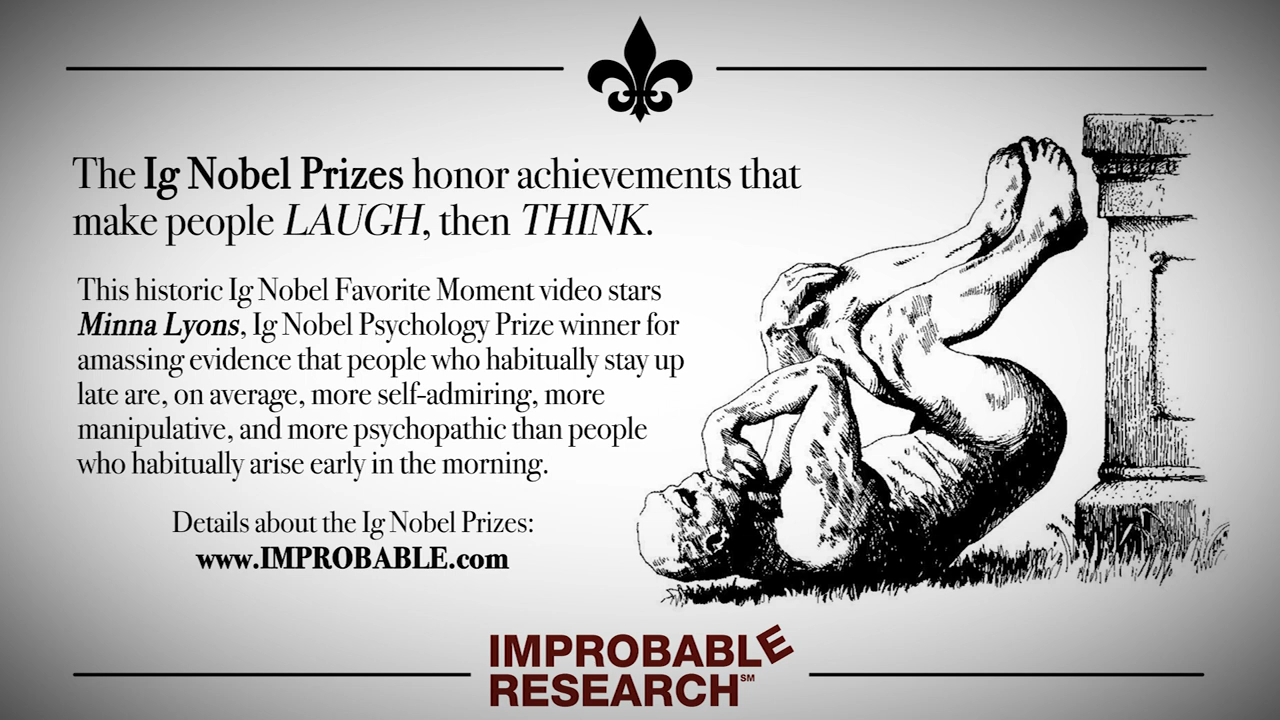 The Ig Nobel Prizes honor achievements that
make people LAUGH, then THINK.
This historic Ig Nobel Favorite Moment video stars
Minna Lyons, Ig Nobel Psychology Prize winner for
amassing evidence that people who habitually stay up
late are, on average, more self-admiring, more
manipulative, and more psychopathic than people
who habitually arise early in the morning.
Details about the Ig Nobel Prizes:
www.IMPROBABLE.com
IMPROBABLE
RESEARCH℠